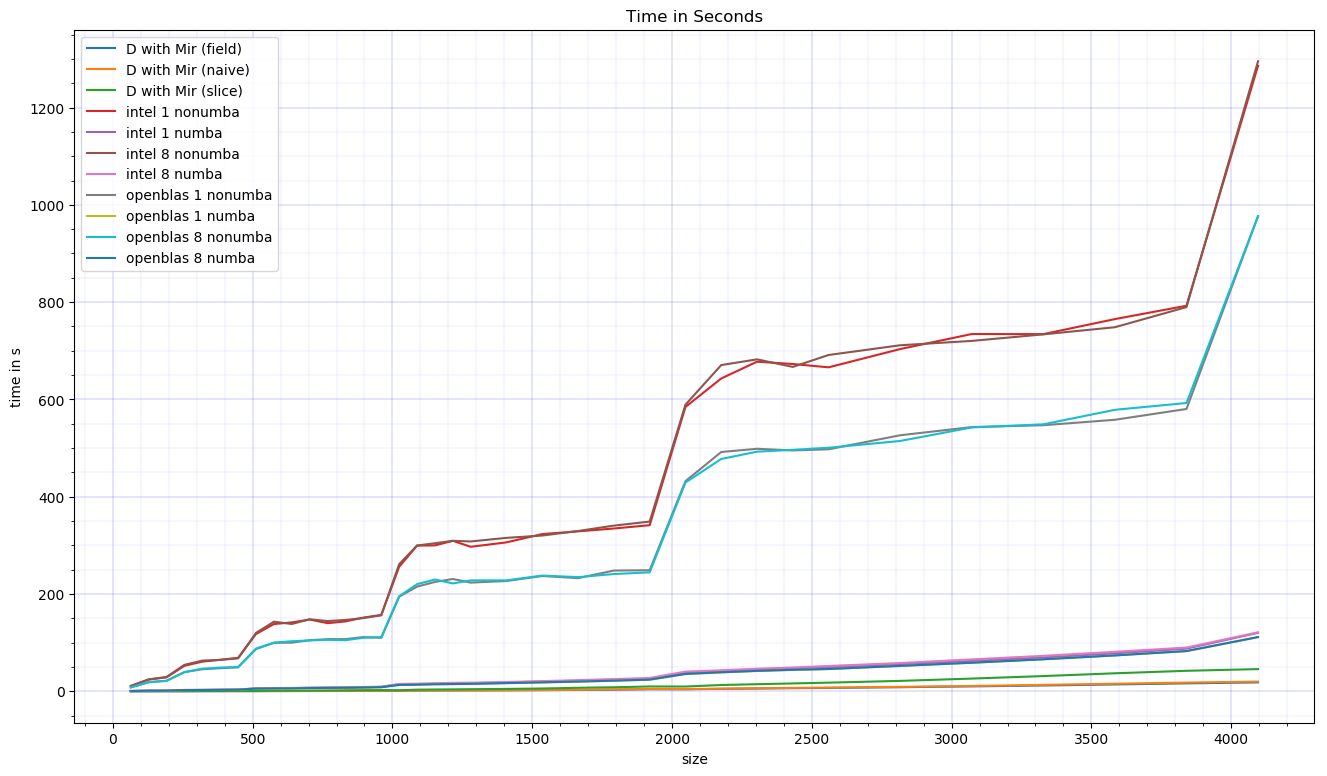 Time in Seconds
D with Mir (field)
D with Mir (naive)
D with Mir (slice)
intel 1 nonumba
intel 1 numba
intel 8 nonumba
intel 8 numba
openblas 1 nonumba
openblas 1 numba
openblas 8 nonumba
openblas 8 numba
time in s
1200
1000
800
600
400
200
0
0 500 1000 1500 2000 2500 3000 3500 4000
size